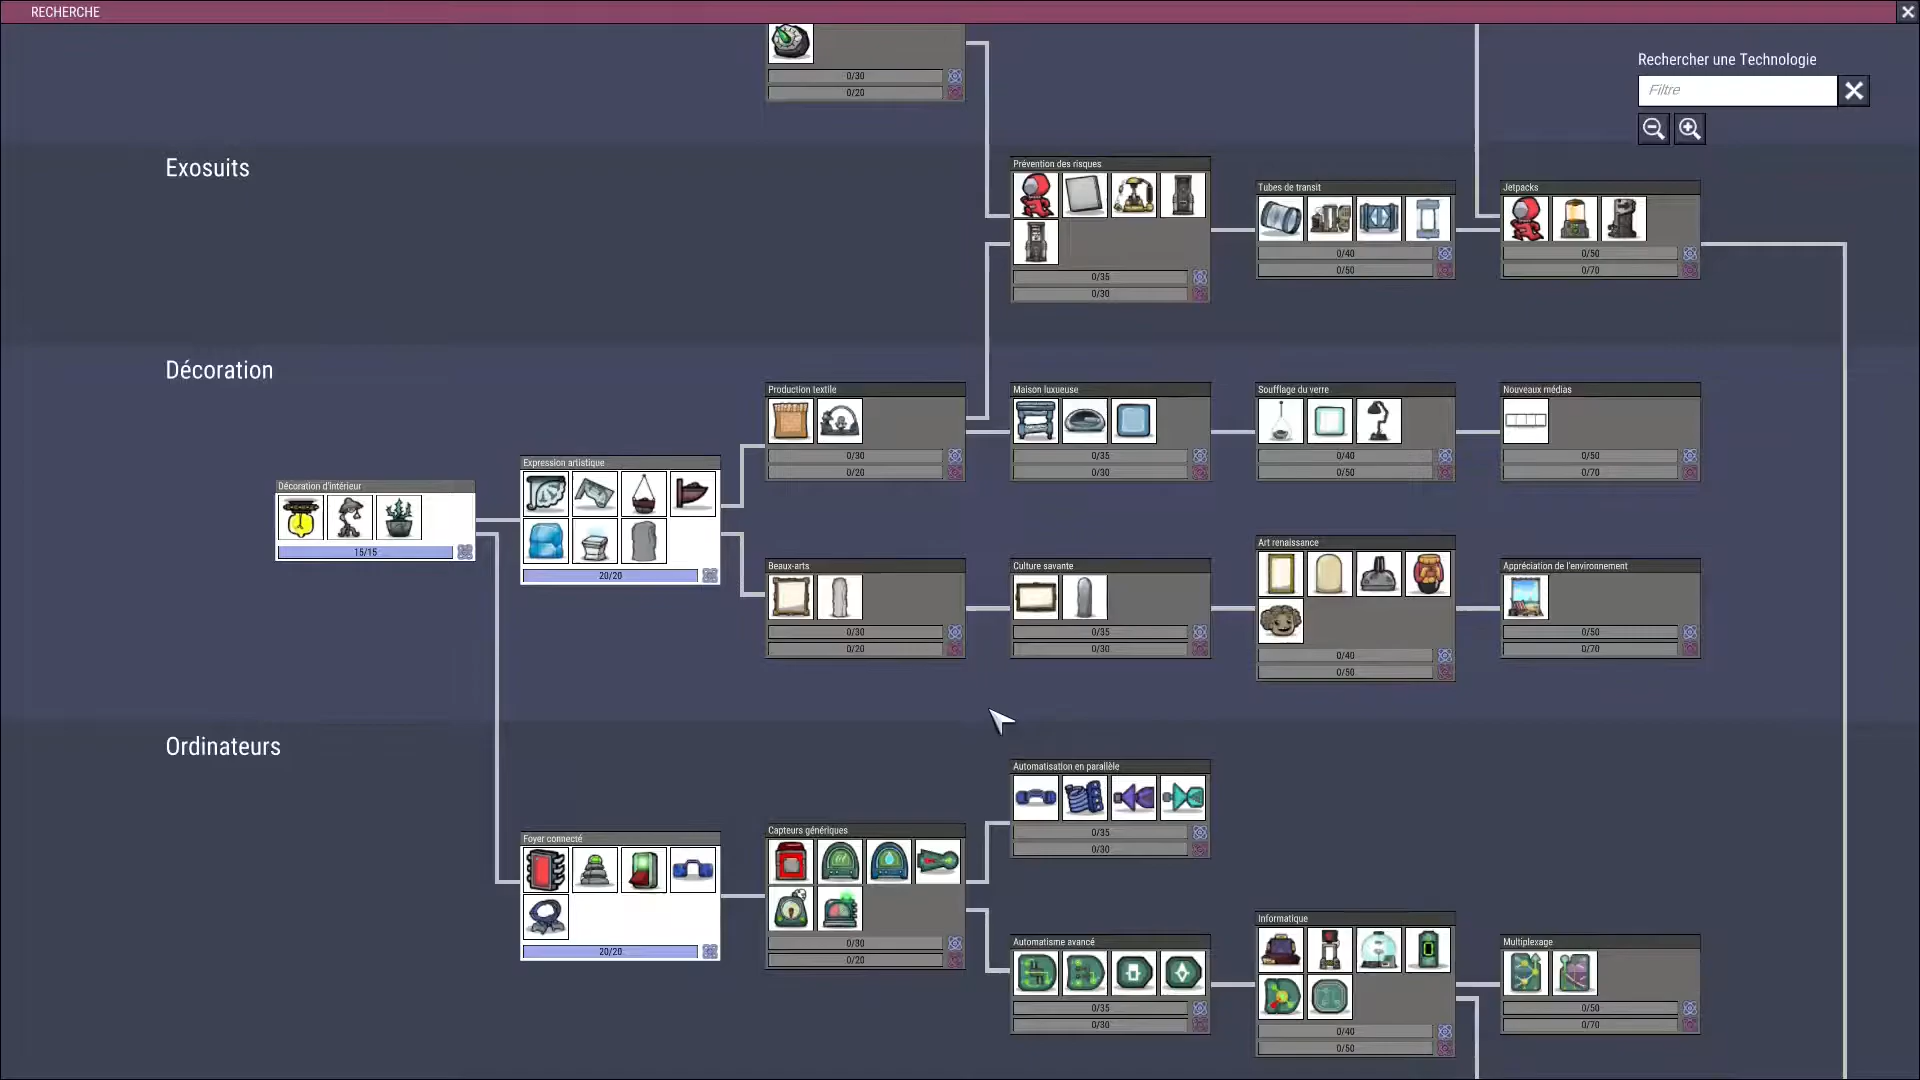 RECHERCHE
Rechercher une Technologie
Filtre
0/30
0/20
Exosuits
Prévention des risques
0/35
0/30
Tubes de transit
0/40
0/50
Jetpacks
0/50
0/70
Décoration
Décoration d'intérieur
15/15
Expression artistique
20/20
Production textile
0/30
0/20
Maison luxueuse
0/35
0/30
Soufflage du verre
0/40
0/50
Nouveaux médias
0/50
0/70
Beaux-arts
0/30
0/20
Culture savante
0/35
0/30
Art renaissance
0/40
0/50
Appréciation de l'environnement
0/50
0/70
Ordinateurs
Foyer connecté
20/20
Capteurs génériques
0/30
0/20
Automatisation en parallèle
0/35
0/30
Automatisme avancé
0/35
0/30
Informatique
0/40
0/50
Multiplexage
0/50
0/70